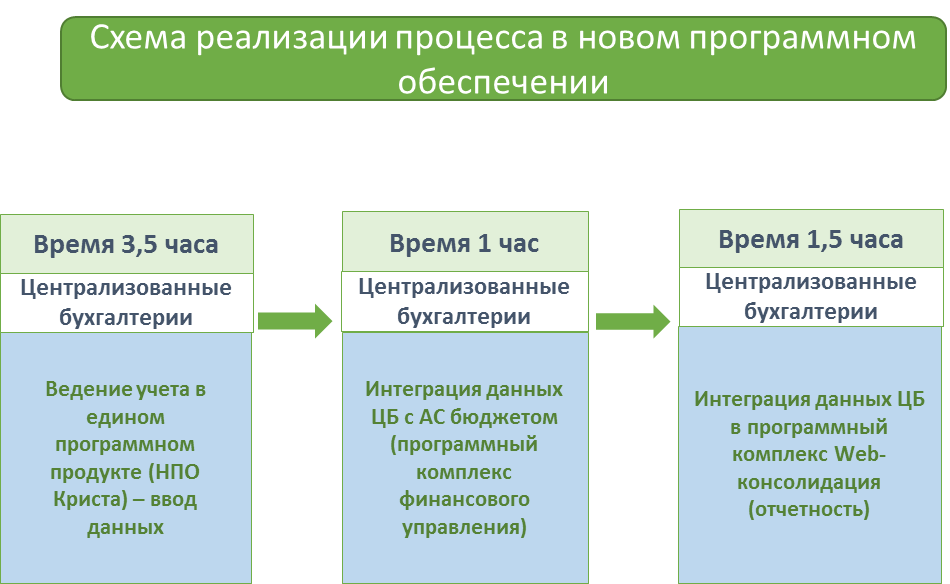 Схема реализации процесса в новом программном
обеспечении
Время 3,5 часа
Централизованные
бухгалтерии
Ведение учета в
едином
программном
продукте (НПО
Криста) – ввод
данных
Время 1 час
Централизованные
бухгалтерии
Интеграция данных
ЦБ с АС бюджетом
(программный
комплекс
финансового
управления)
Время 1,5 часа
Централизованные
бухгалтерии
Интеграция данных ЦБ
в программный
комплекс Web-
консолидация
(отчетность)